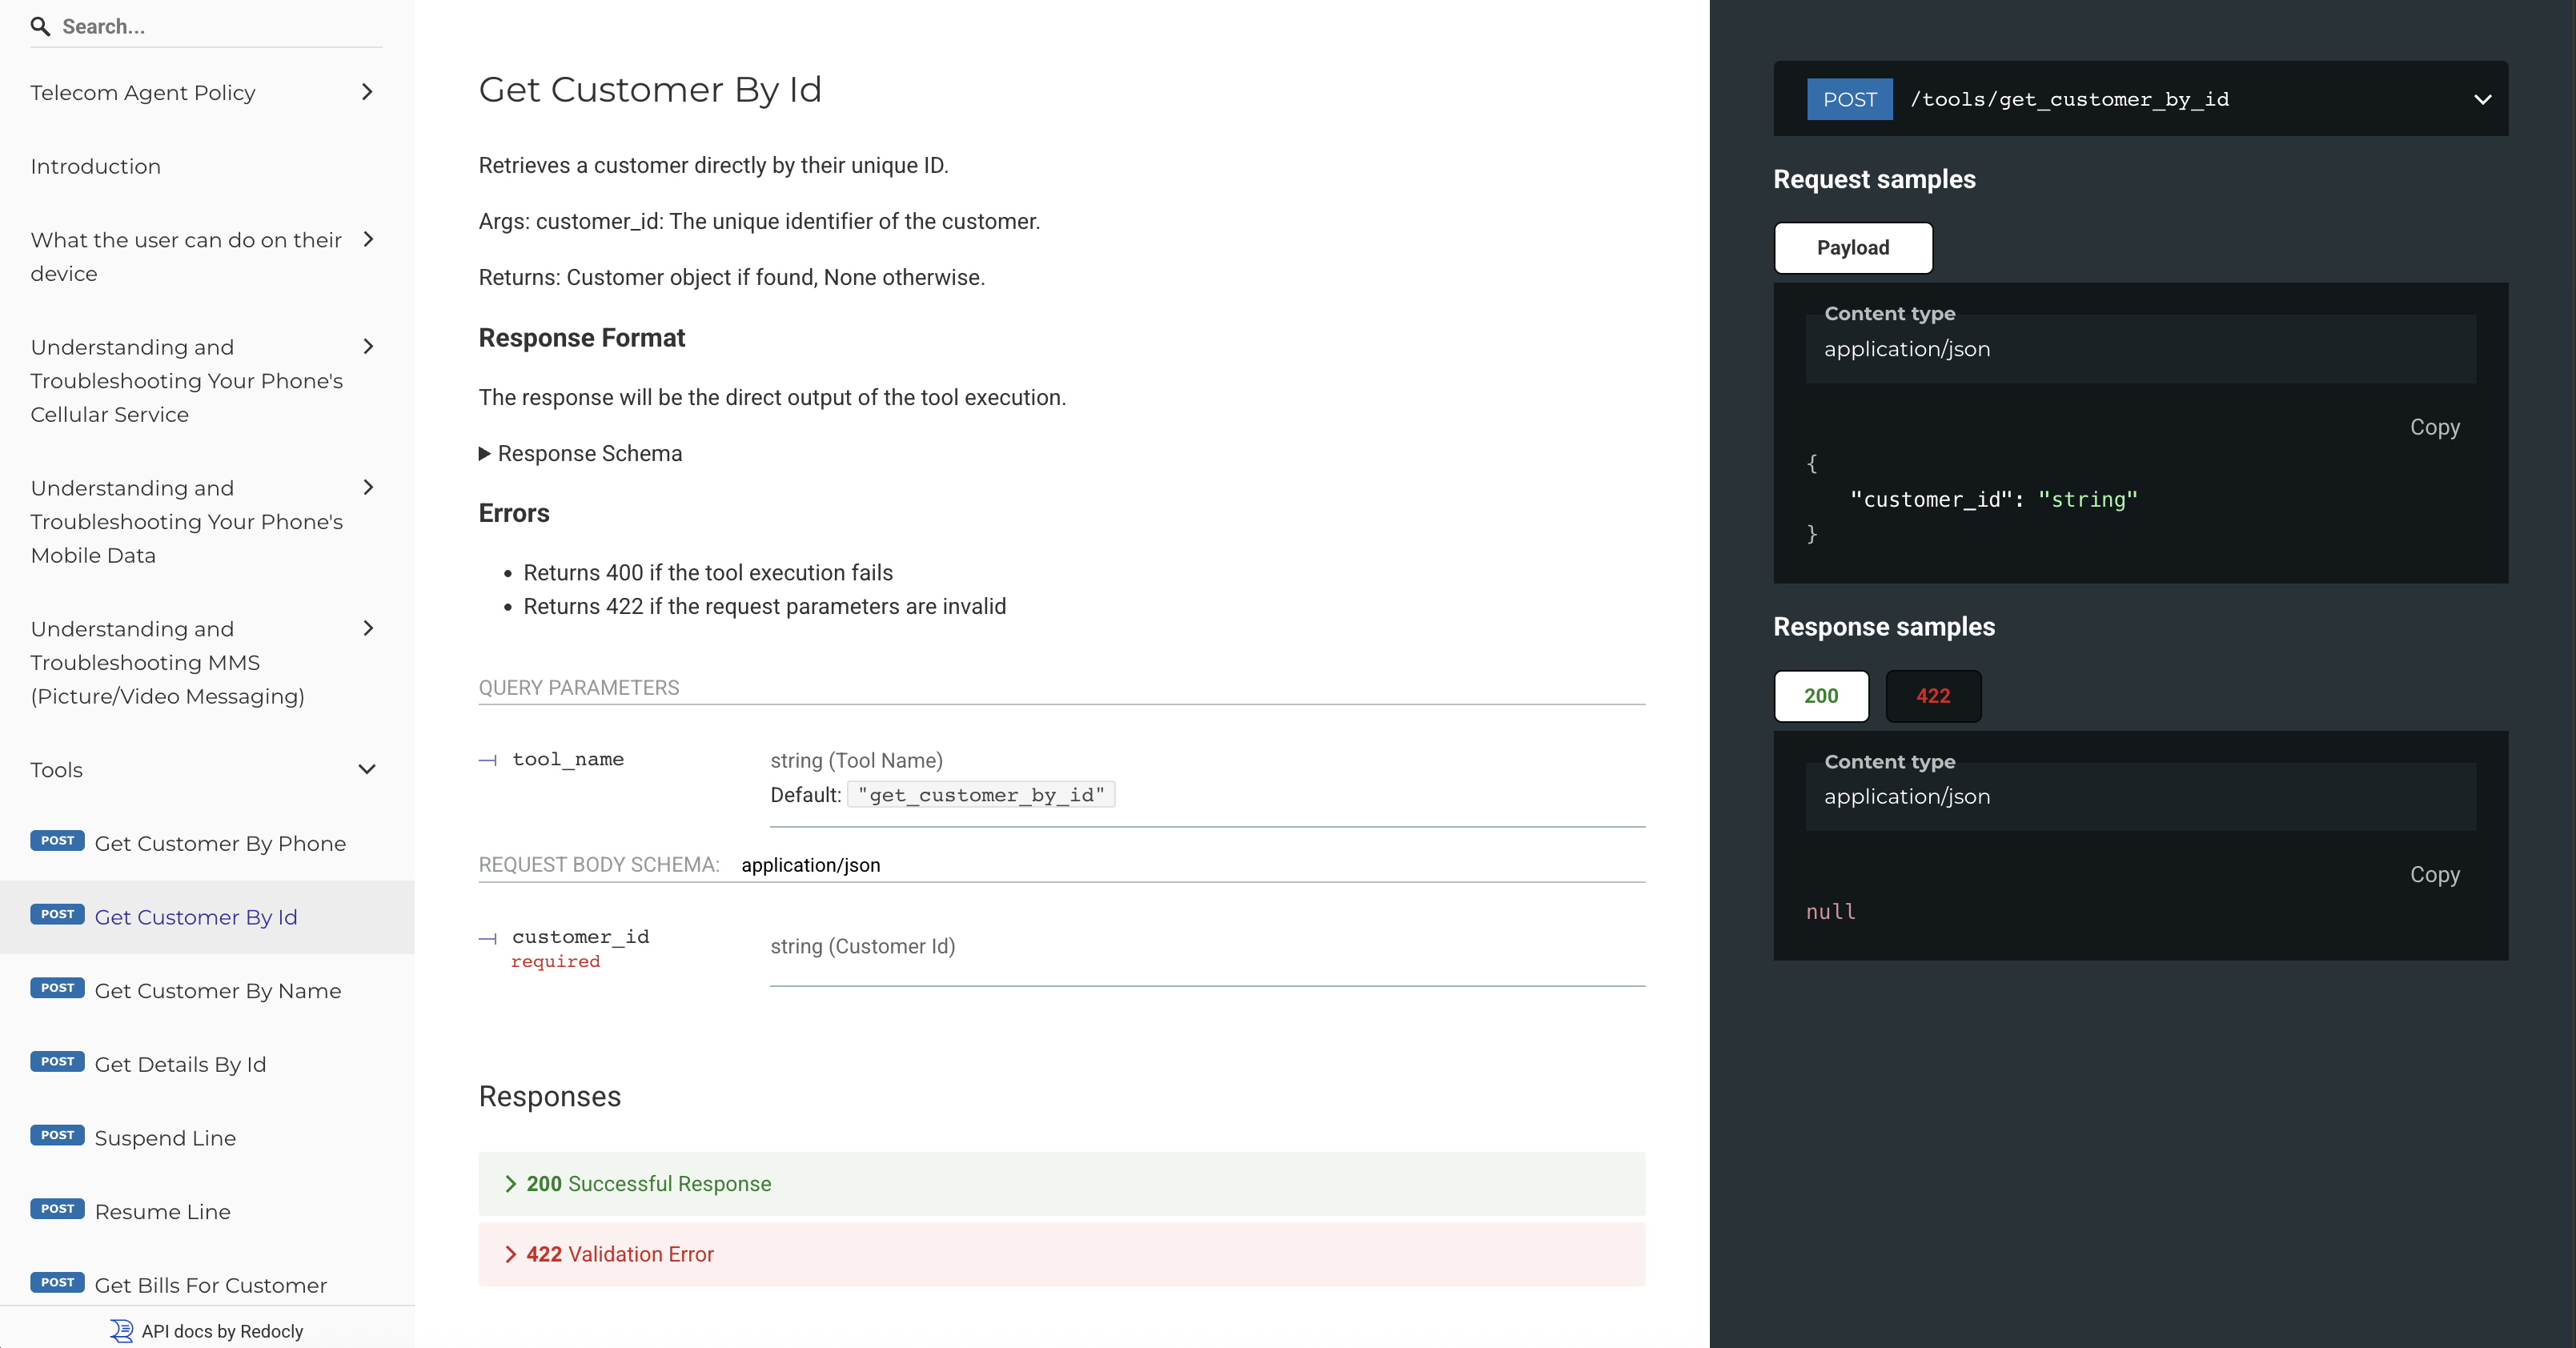 Search...
Telecom Agent Policy
Introduction
What the user can do on their
device
Understanding and
Troubleshooting Your Phone's
Cellular Service
Understanding and
Troubleshooting Your Phone's
Mobile Data
Understanding and
Troubleshooting MMS
(Picture/Video Messaging)
Tools
POST Get Customer By Phone
POST Get Customer By Id
POST Get Customer By Name
POST Get Details By Id
POST Suspend Line
POST Resume Line
POST Get Bills For Customer
API docs by Redocly
Get Customer By Id
Retrieves a customer directly by their unique ID.
Args: customer_id: The unique identifier of the customer.
Returns: Customer object if found, None otherwise.
Response Format
The response will be the direct output of the tool execution.
Response Schema
Errors
Returns 400 if the tool execution fails
Returns 422 if the request parameters are invalid
QUERY PARAMETERS
tool_name
string (Tool Name)
Default: "get_customer_by_id"
REQUEST BODY SCHEMA: application/json
customer_id
required
string (Customer Id)
Responses
200 Successful Response
422 Validation Error
POST /tools/get_customer_by_id
Request samples
Payload
Content type
application/json
Copy
{
"customer_id": "string"
}
Response samples
200 422
Content type
application/json
Copy
null